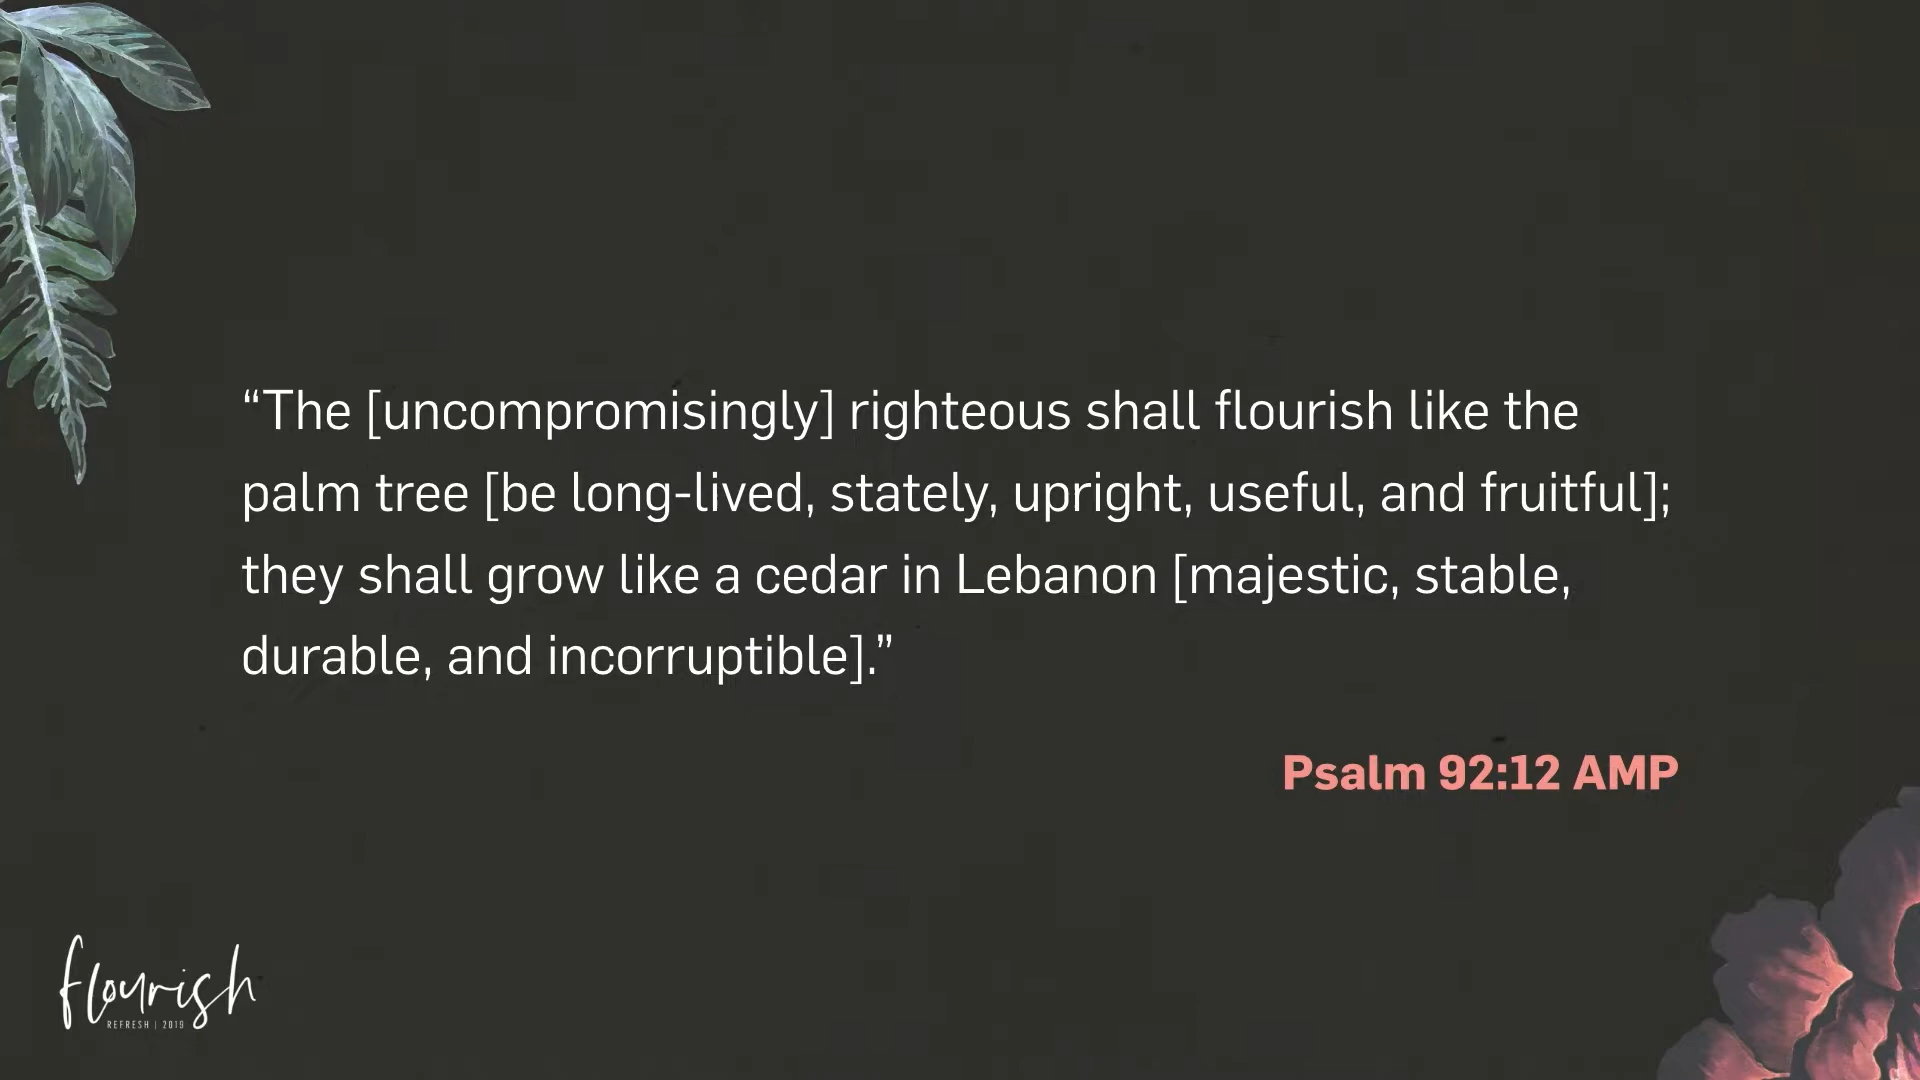 “The [uncompromisingly] righteous shall flourish like the
palm tree [be long-lived, stately, upright, useful, and fruitful];
they shall grow like a cedar in Lebanon [majestic, stable,
durable, and incorruptible].”
Psalm 92:12 AMP
flourish
REFRESH | 2019